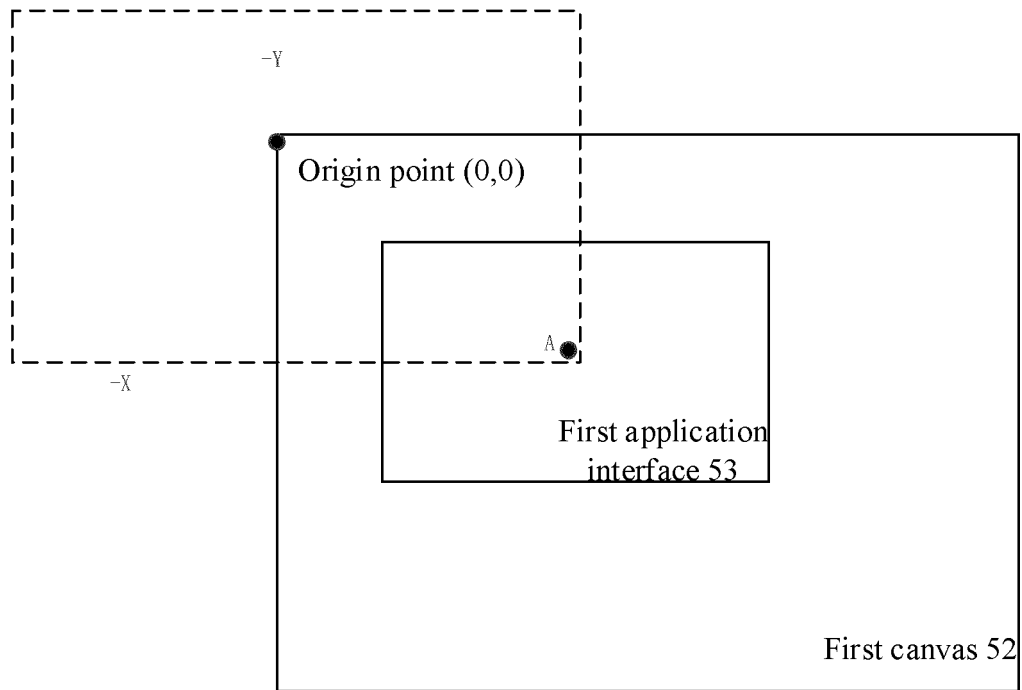 -Y
Origin point (0,0)
A
-X
First application
interface 53
First canvas 52